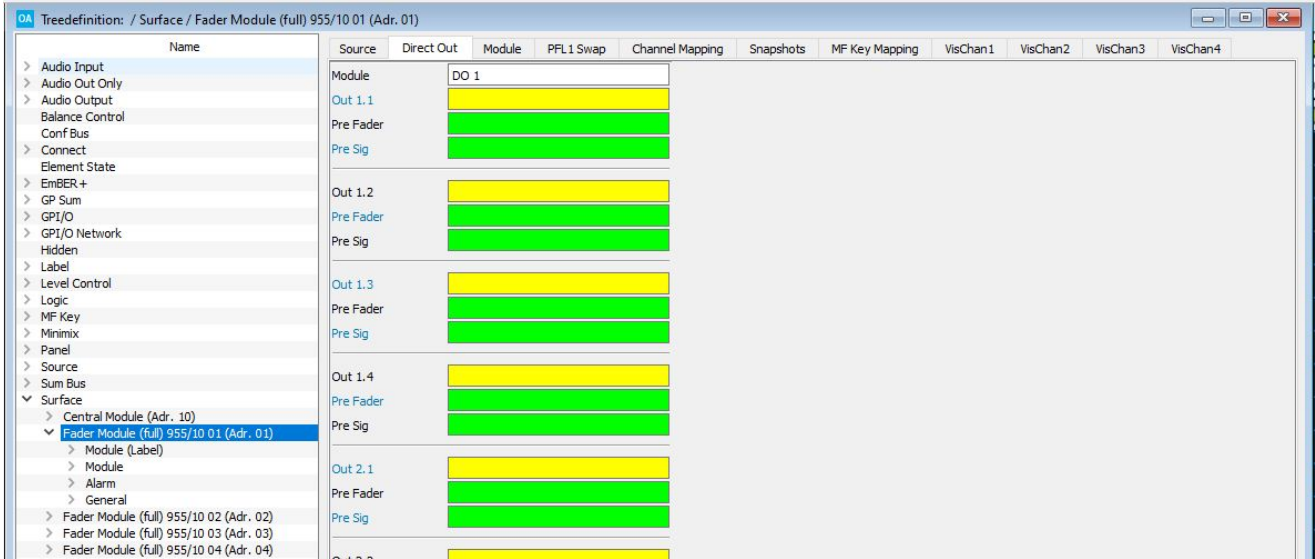 OA Treedefinition: / Surface / Fader Module (full) 955/10 01 (Adr. 01)
Name
Audio Input
Audio Out Only
Audio Output
Balance Control
Conf Bus
Connect
Element State
EmBER+
GP Sum
GPI/O
GPI/O Network
Hidden
Label
Level Control
Logic
MF Key
Minimix
Panel
Source
Sum Bus
Surface
Central Module (Adr. 10)
Fader Module (full) 955/10 01 (Adr. 01)
Module (Label)
Module
Alarm
General
Fader Module (full) 955/10 02 (Adr. 02)
Fader Module (full) 955/10 03 (Adr. 03)
Fader Module (full) 955/10 04 (Adr. 04)
Source Direct Out Module PFL1 Swap Channel Mapping Snapshots MF Key Mapping VisChan1 VisChan2 VisChan3 VisChan4
Module DO 1
Out 1.1
Pre Fader
Pre Sig
Out 1.2
Pre Fader
Pre Sig
Out 1.3
Pre Fader
Pre Sig
Out 1.4
Pre Fader
Pre Sig
Out 2.1
Pre Fader
Pre Sig